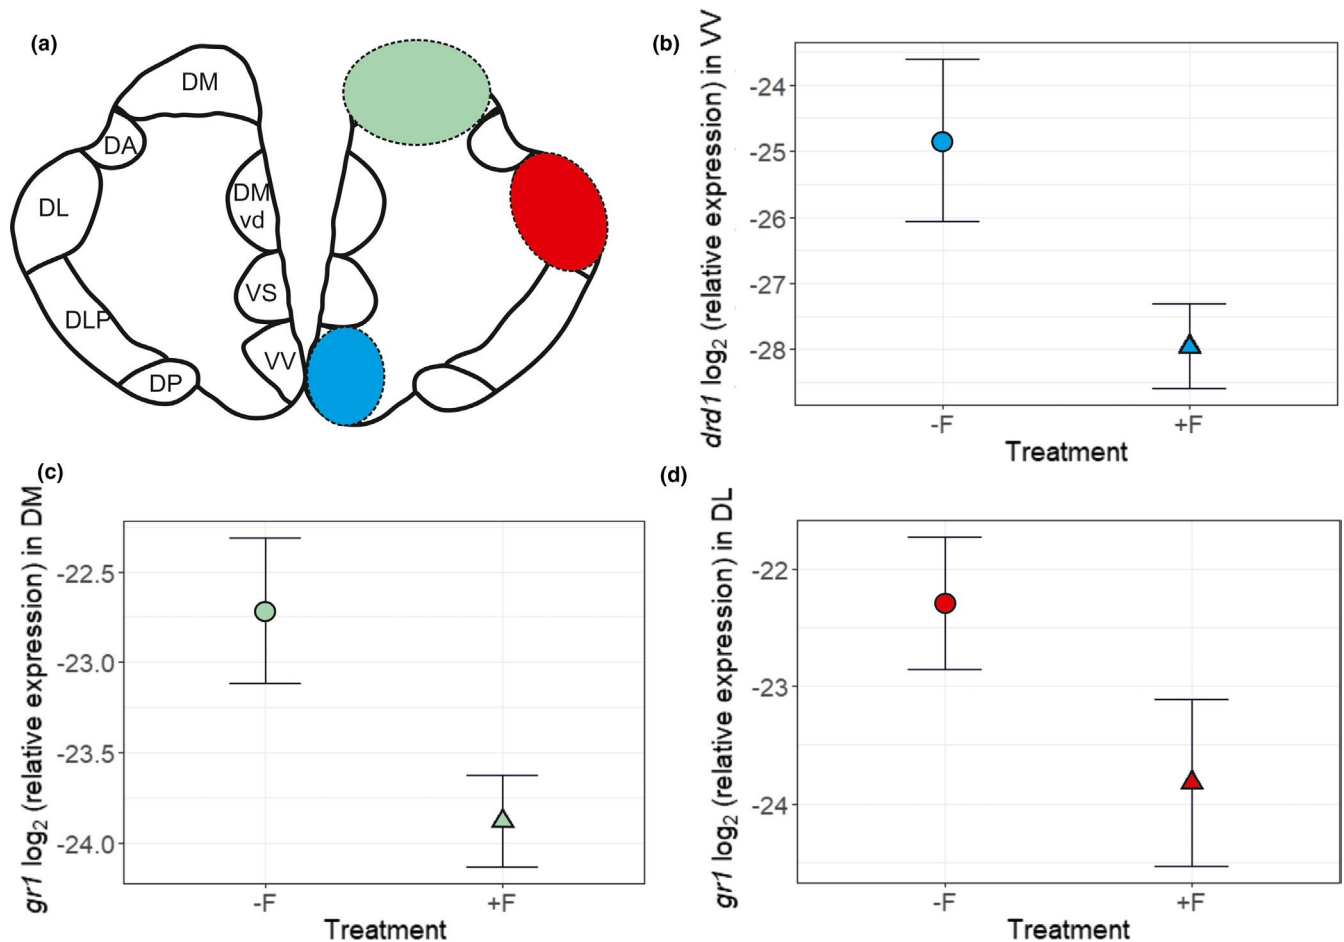 (a)
DM
DA
DL
DM
vd
VS
DLP
VV
DP
(b)
drd1 log₂ (relative expression) in VV
-24
-25
-26
-27
-28
-F
+F
Treatment
(c)
gr1 log₂ (relative expression) in DM
-22.5
-23.0
-23.5
-24.0
-F
+F
Treatment
(d)
gr1 log₂ (relative expression) in DL
-22
-23
-24
-F
+F
Treatment